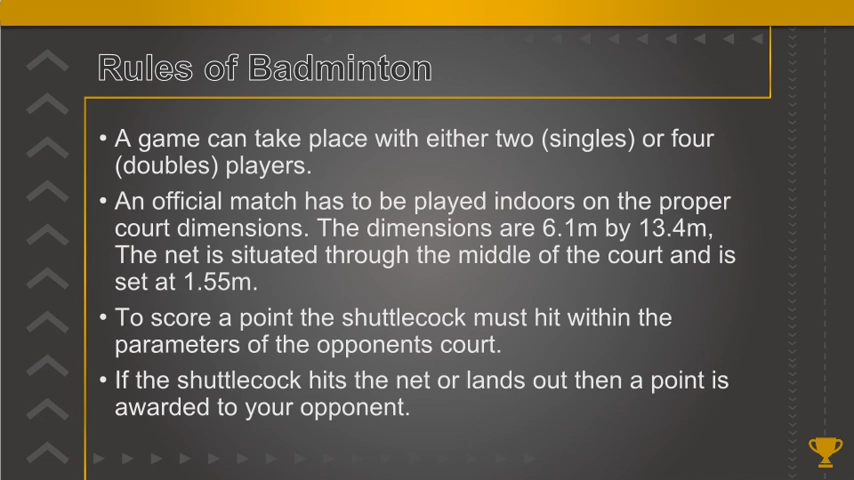 Rules of Badminton
• A game can take place with either two (singles) or four
(doubles) players.
• An official match has to be played indoors on the proper
court dimensions. The dimensions are 6.1m by 13.4m,
The net is situated through the middle of the court and is
set at 1.55m.
• To score a point the shuttlecock must hit within the
parameters of the opponents court.
• If the shuttlecock hits the net or lands out then a point is
awarded to your opponent.